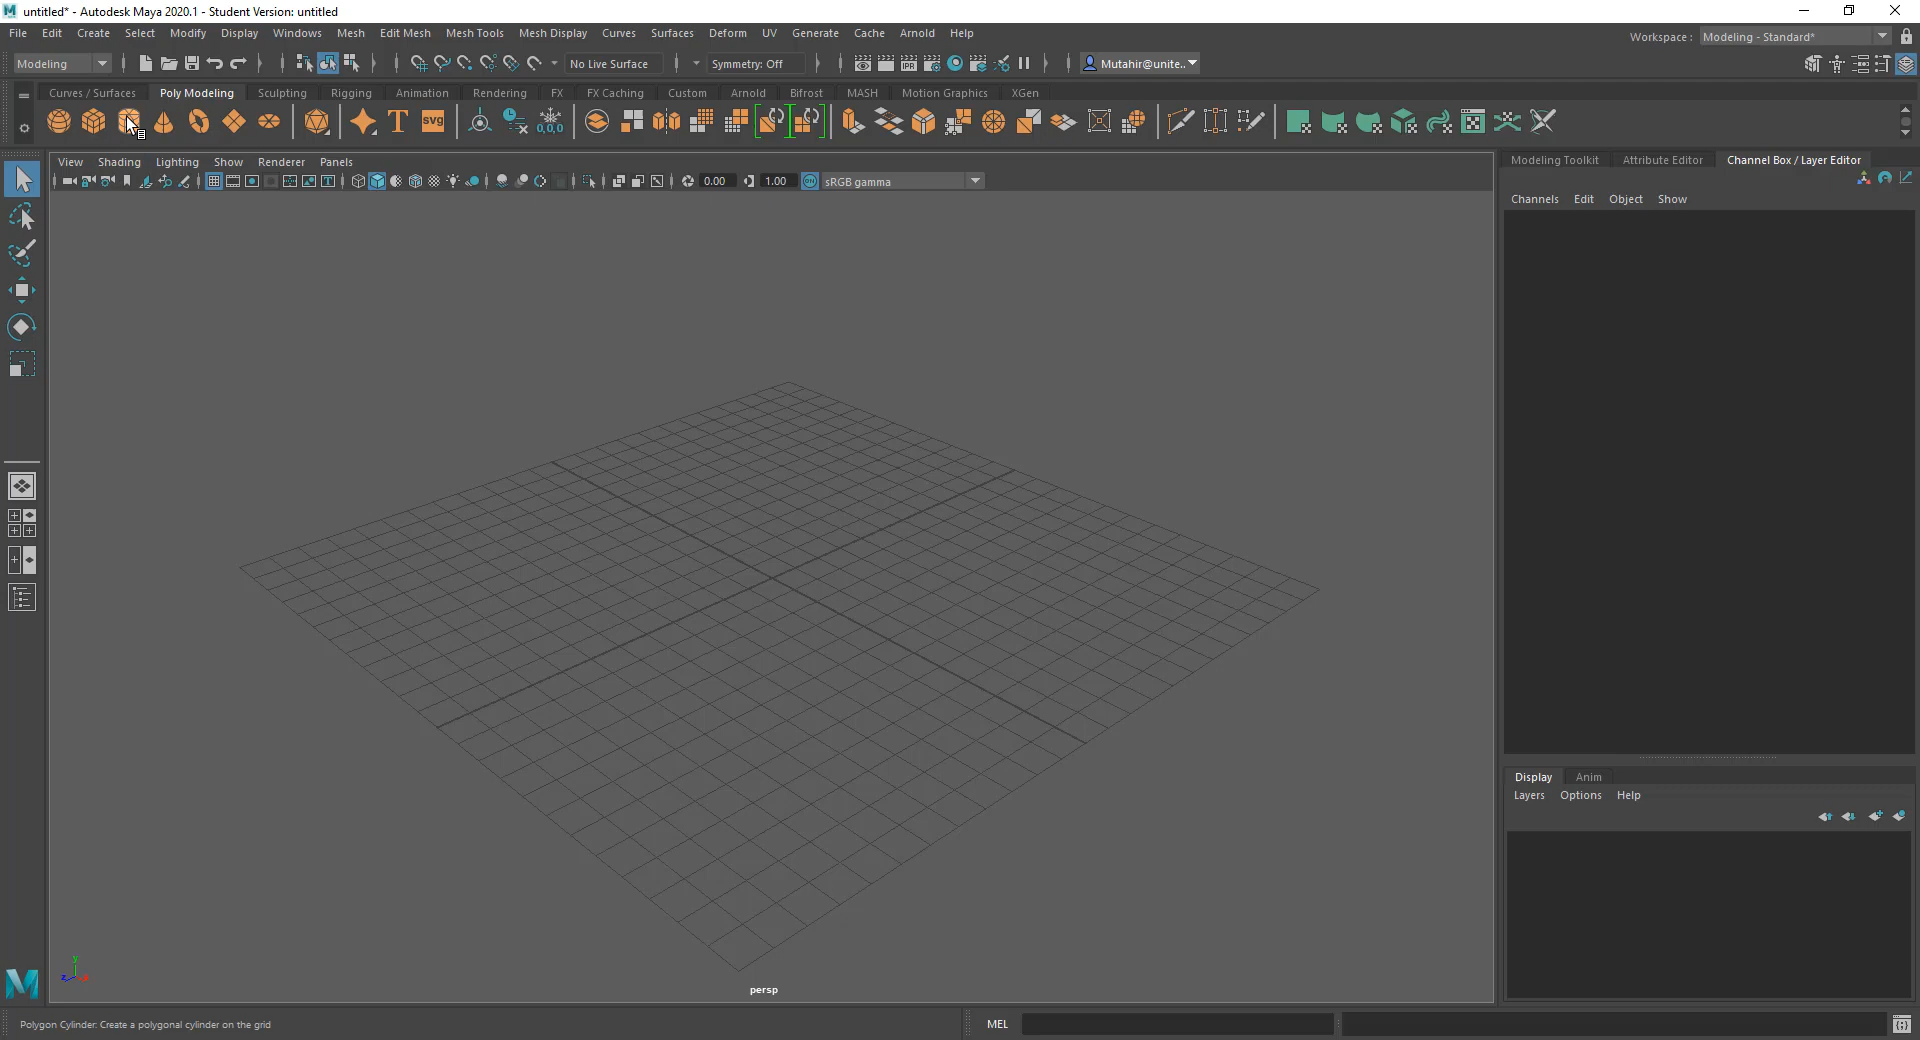 untitled* - Autodesk Maya 2020.1 - Student Version: untitled
File Edit Create Select Modify Display Windows Mesh Edit Mesh Mesh Tools Mesh Display Curves Surfaces Deform UV Generate Cache Arnold Help
Workspace : Modeling - Standard*
Modeling No Live Surface Symmetry: Off IPR Mutahir@unite..
Curves / Surfaces Poly Modeling Sculpting Rigging Animation Rendering FX FX Caching Custom Arnold Bifrost MASH Motion Graphics XGen
T svg 0,0,0
View Shading Lighting Show Renderer Panels
0.00 1.00 ON sRGB gamma
Modeling Toolkit Attribute Editor Channel Box / Layer Editor
Channels Edit Object Show
Display Anim
Layers Options Help
y
z x
persp
M
Polygon Cylinder: Create a polygonal cylinder on the grid
MEL